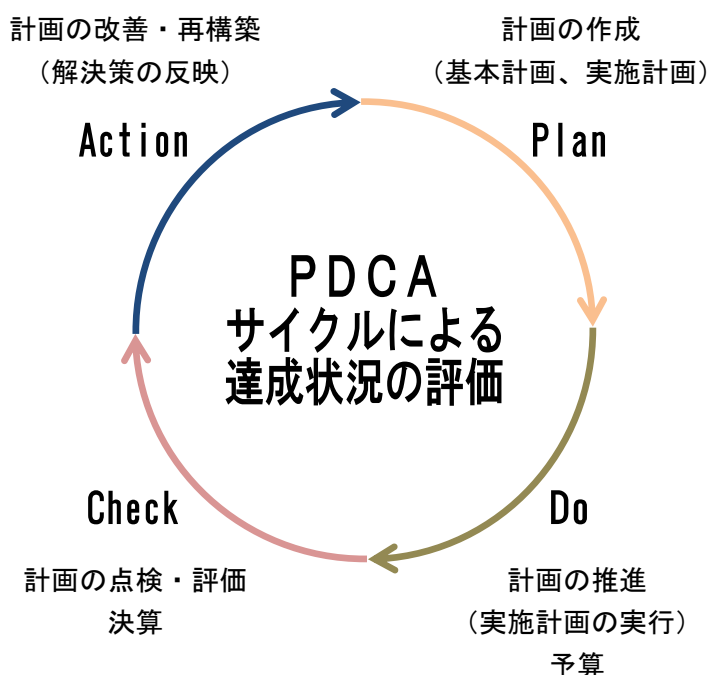 計画の改善・再構築
（解決策の反映）
Action
計画の作成
（基本計画、実施計画）
Plan
ＰＤＣＡ
サイクルによる
達成状況の評価
Check
計画の点検・評価
決算
Do
計画の推進
（実施計画の実行）
予算